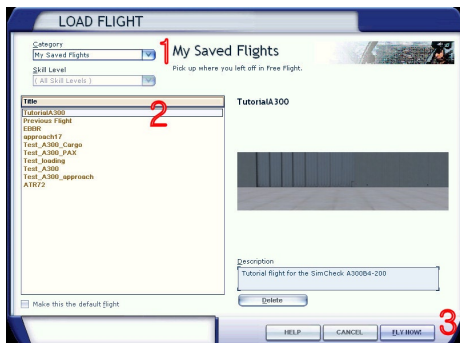 LOAD FLIGHT
Category
My Saved Flights
1
My Saved Flights
Pick up where you left off in Free Flight.
Skill Level
( All Skill Levels )
Title
2
TutorialA300
TutorialA300
Previous Flight
EBBR
approach17
Test_A300_Cargo
Test_A300_PAX
Test_loading
Test_A300
Test_A300_approach
ATR72
Description
Tutorial flight for the SimCheck A300B4-200
Make this the default flight
Delete
HELP
CANCEL
FLY NOW!
3